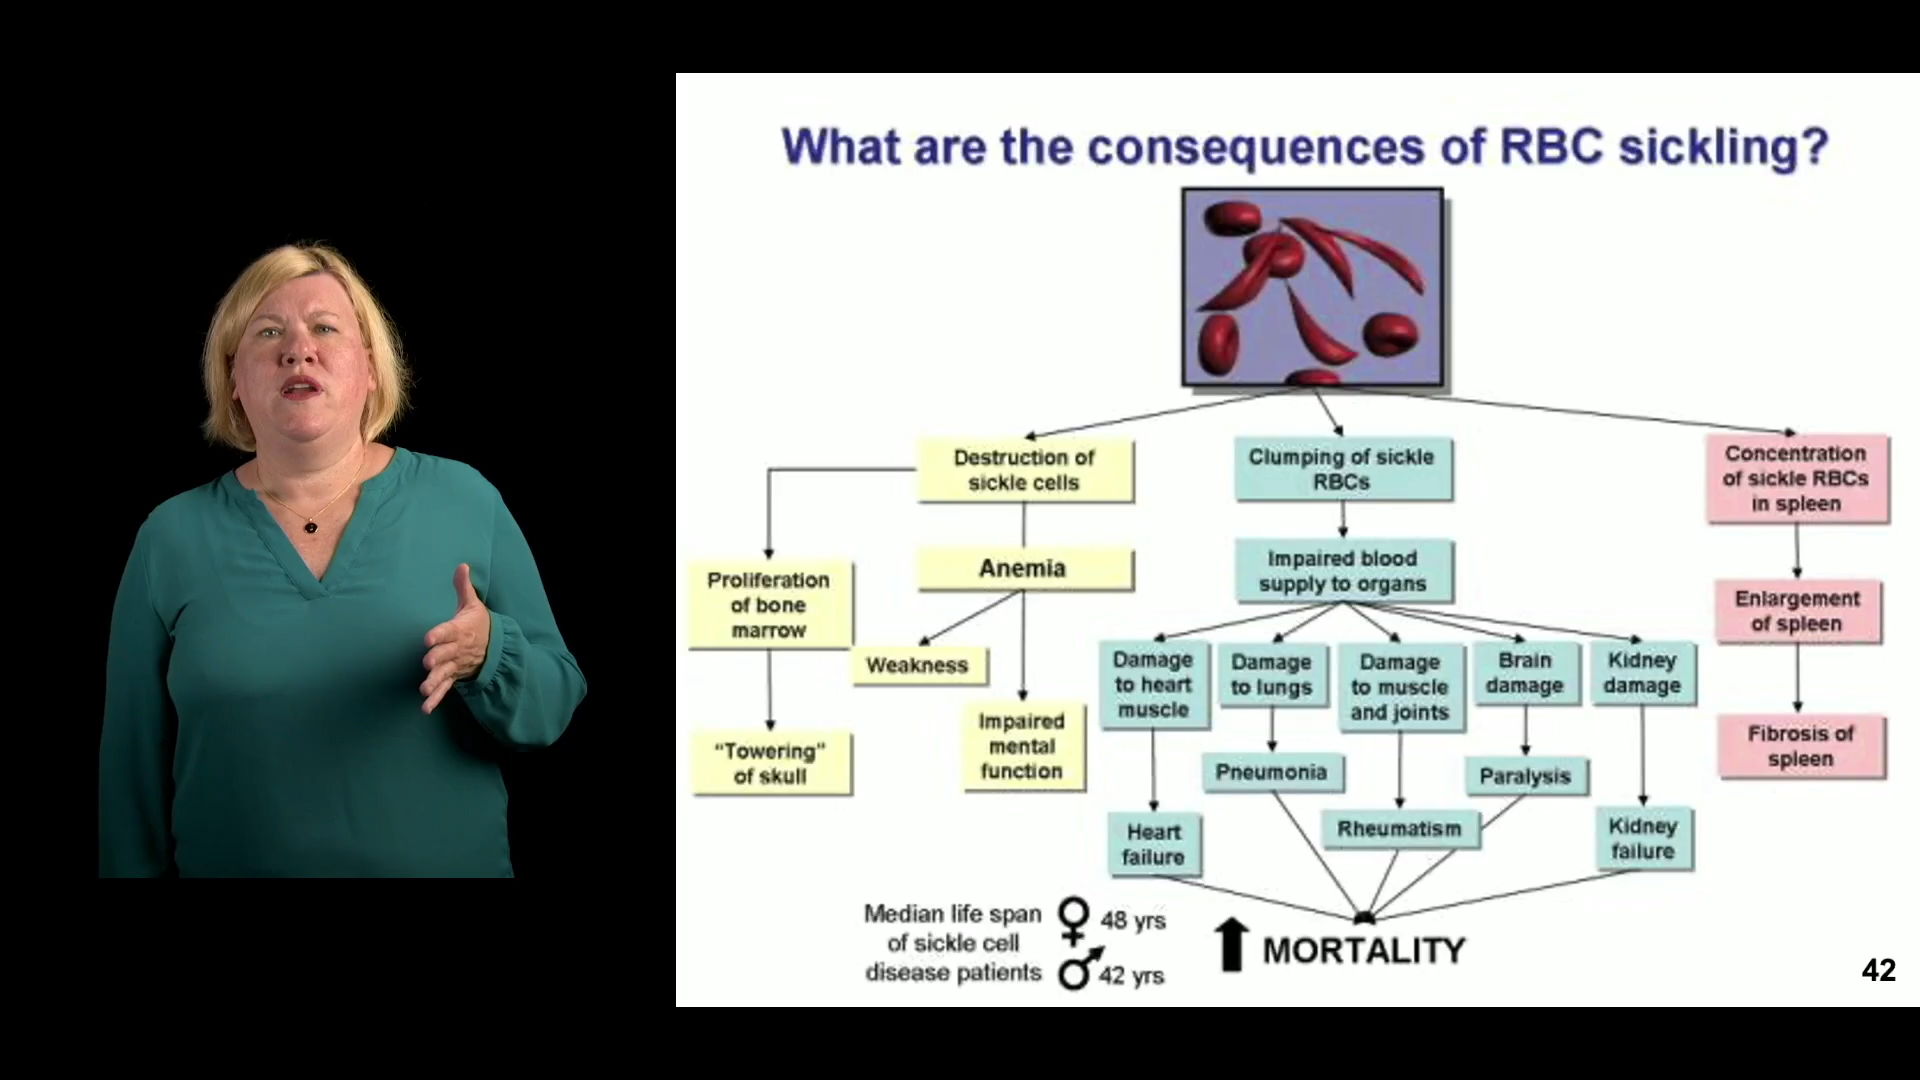 What are the consequences of RBC sickling?
Destruction of
sickle cells
Clumping of sickle
RBCs
Concentration
of sickle RBCs
in spleen
Proliferation
of bone
marrow
Anemia
Impaired blood
supply to organs
Enlargement
of spleen
Weakness
Damage
to heart
muscle
Damage
to lungs
Damage
to muscle
and joints
Brain
damage
Kidney
damage
"Towering"
of skull
Impaired
mental
function
Pneumonia
Paralysis
Fibrosis of
spleen
Heart
failure
Rheumatism
Kidney
failure
Median life span
of sickle cell
disease patients
♀ 48 yrs
♂ 42 yrs
MORTALITY
42